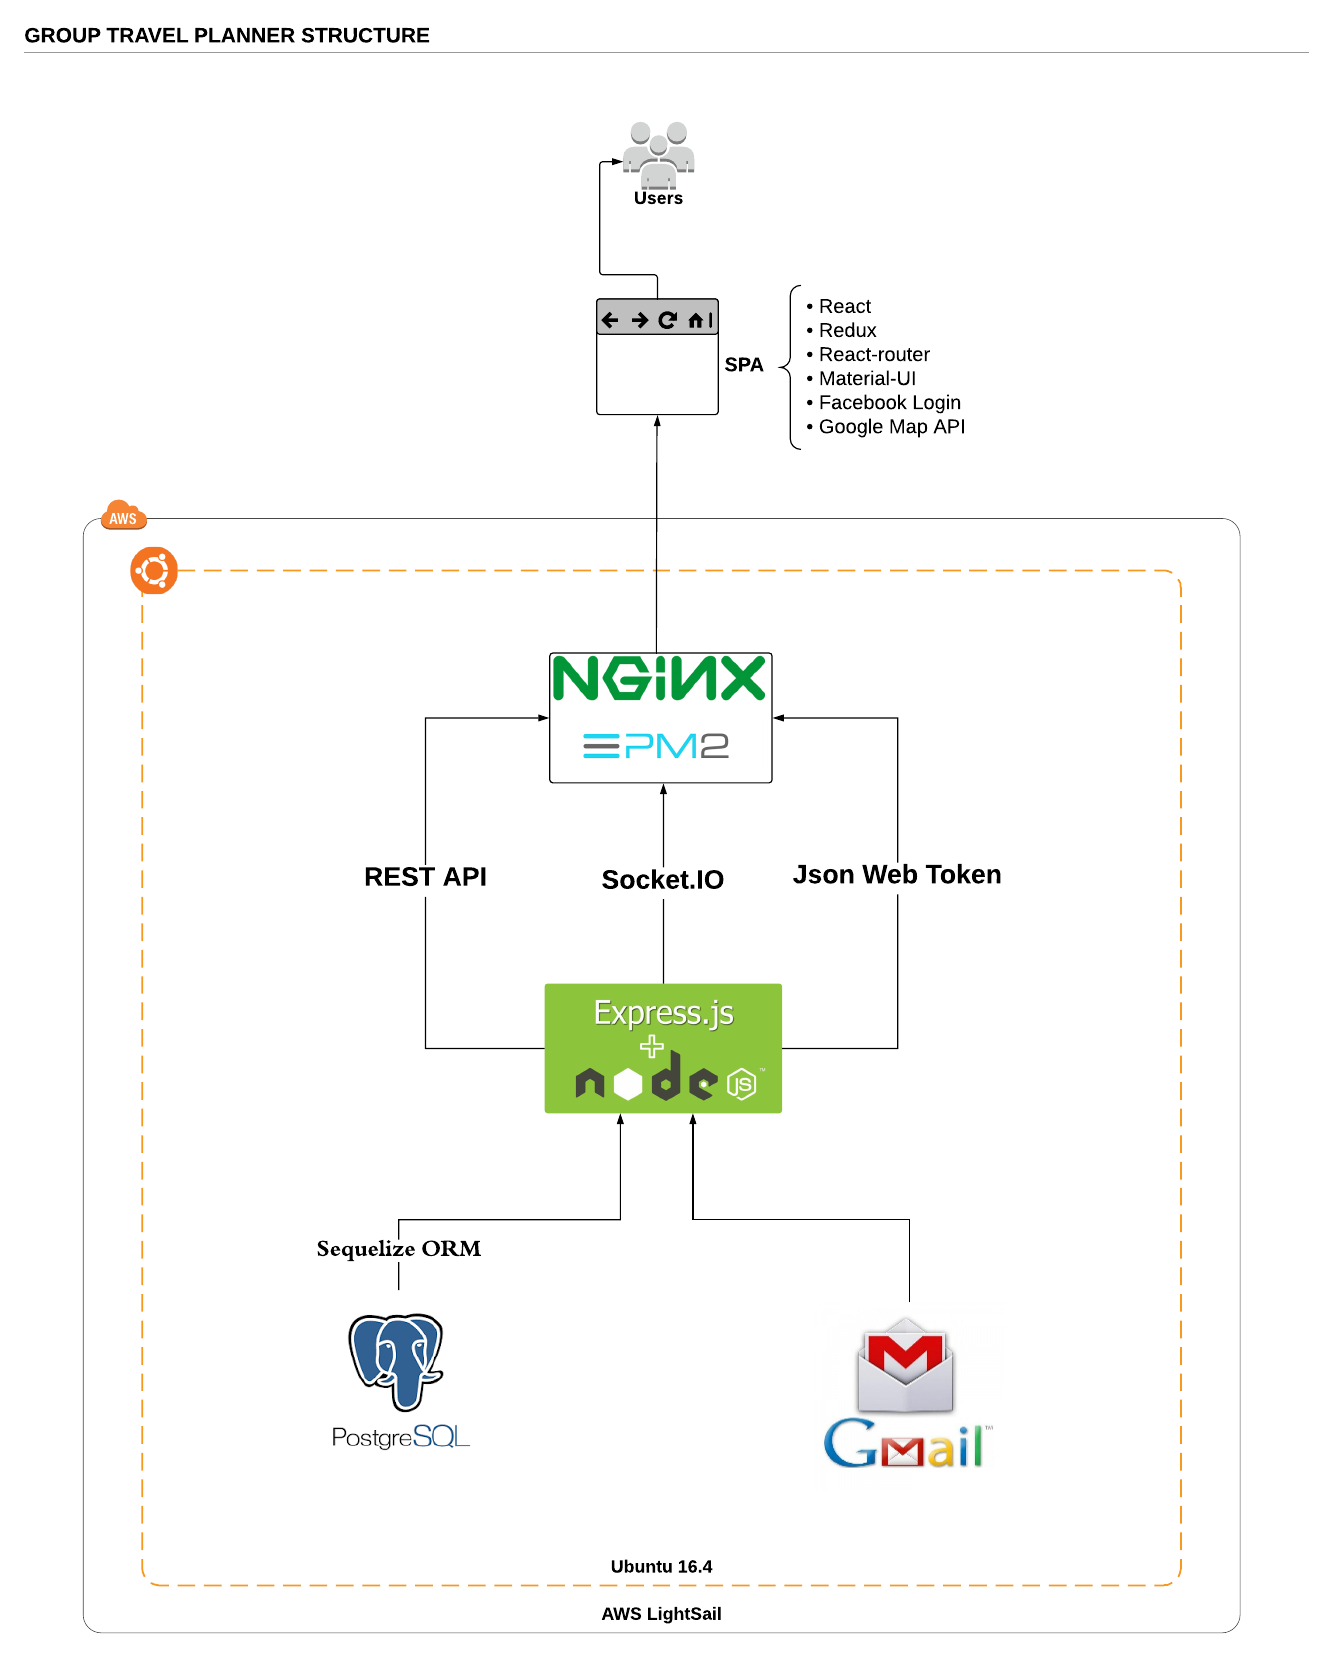 GROUP TRAVEL PLANNER STRUCTURE
Users
SPA
• React
• Redux
• React-router
• Material-UI
• Facebook Login
• Google Map API
AWS
NGiNX
PM2
REST API
Socket.IO
Json Web Token
Express.js
+
node JS™
Sequelize ORM
PostgreSQL
M
Gmail™
Ubuntu 16.4
AWS LightSail